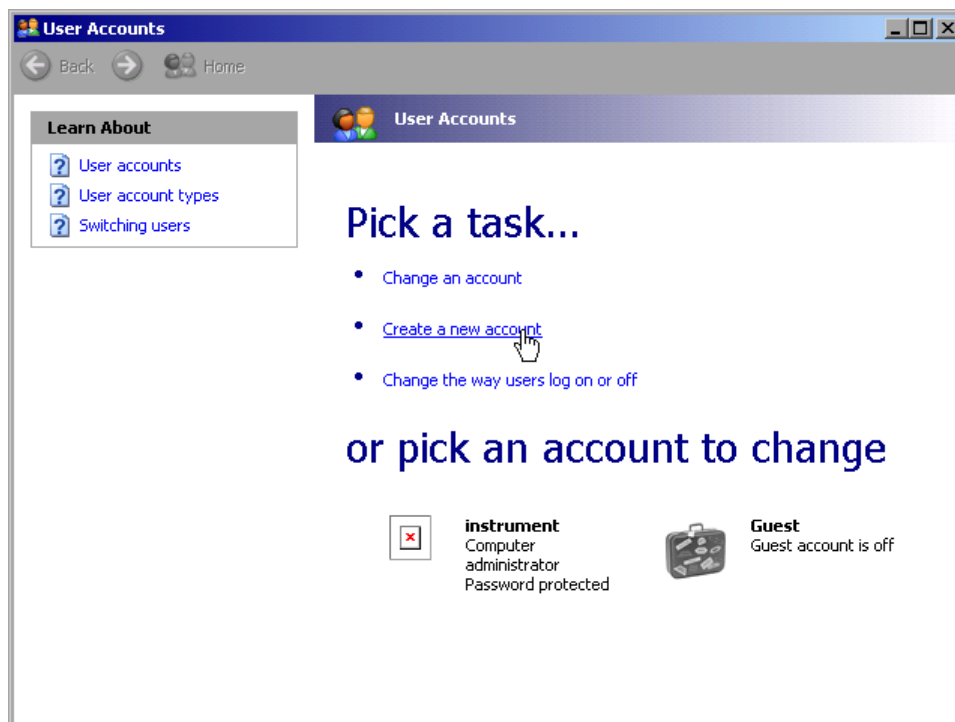 User Accounts
Back
Home
Learn About
User accounts
User account types
Switching users
User Accounts
Pick a task...
Change an account
Create a new account
Change the way users log on or off
or pick an account to change
instrument
Computer
administrator
Password protected
Guest
Guest account is off